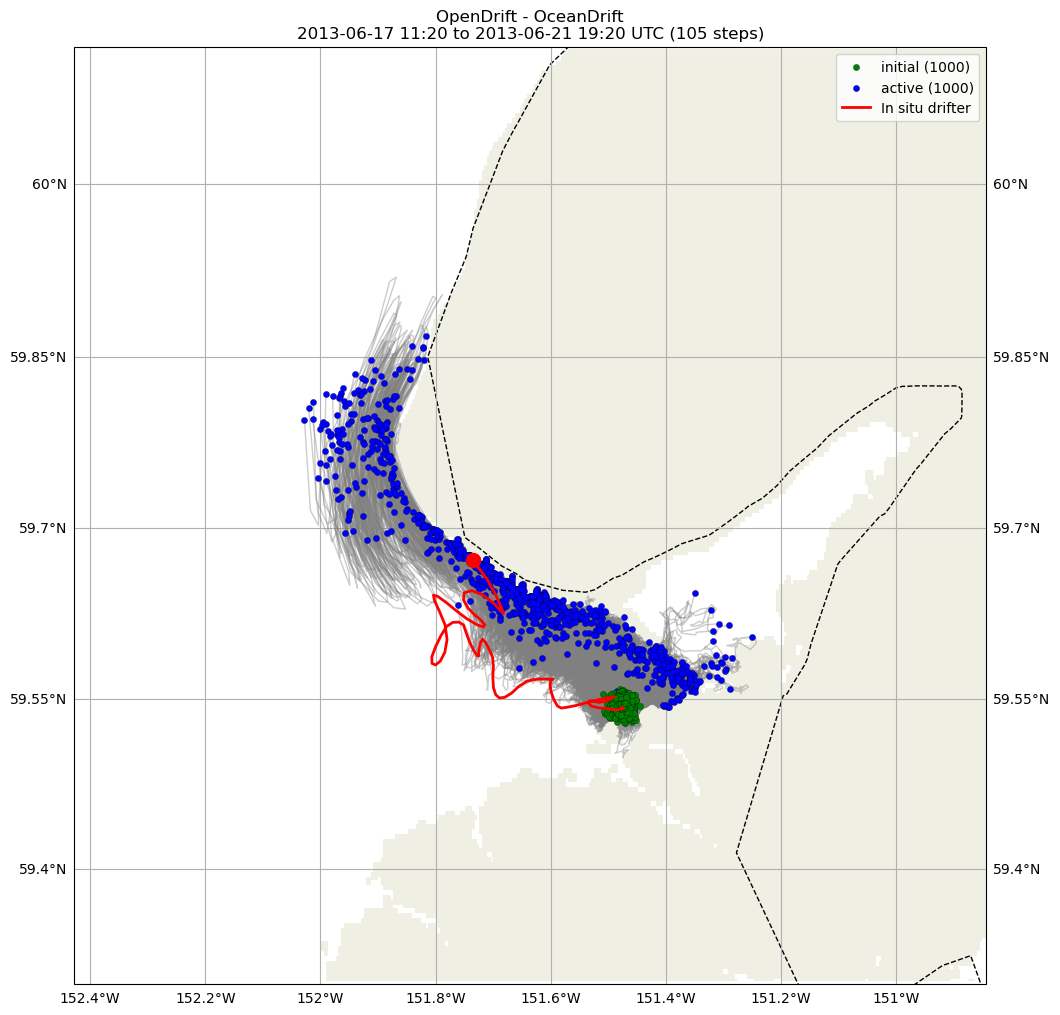 OpenDrift - OceanDrift
2013-06-17 11:20 to 2013-06-21 19:20 UTC (105 steps)
initial (1000)
active (1000)
In situ drifter
60°N
60°N
59.85°N
59.85°N
59.7°N
59.7°N
59.55°N
59.55°N
59.4°N
59.4°N
152.4°W
152.2°W
152°W
151.8°W
151.6°W
151.4°W
151.2°W
151°W